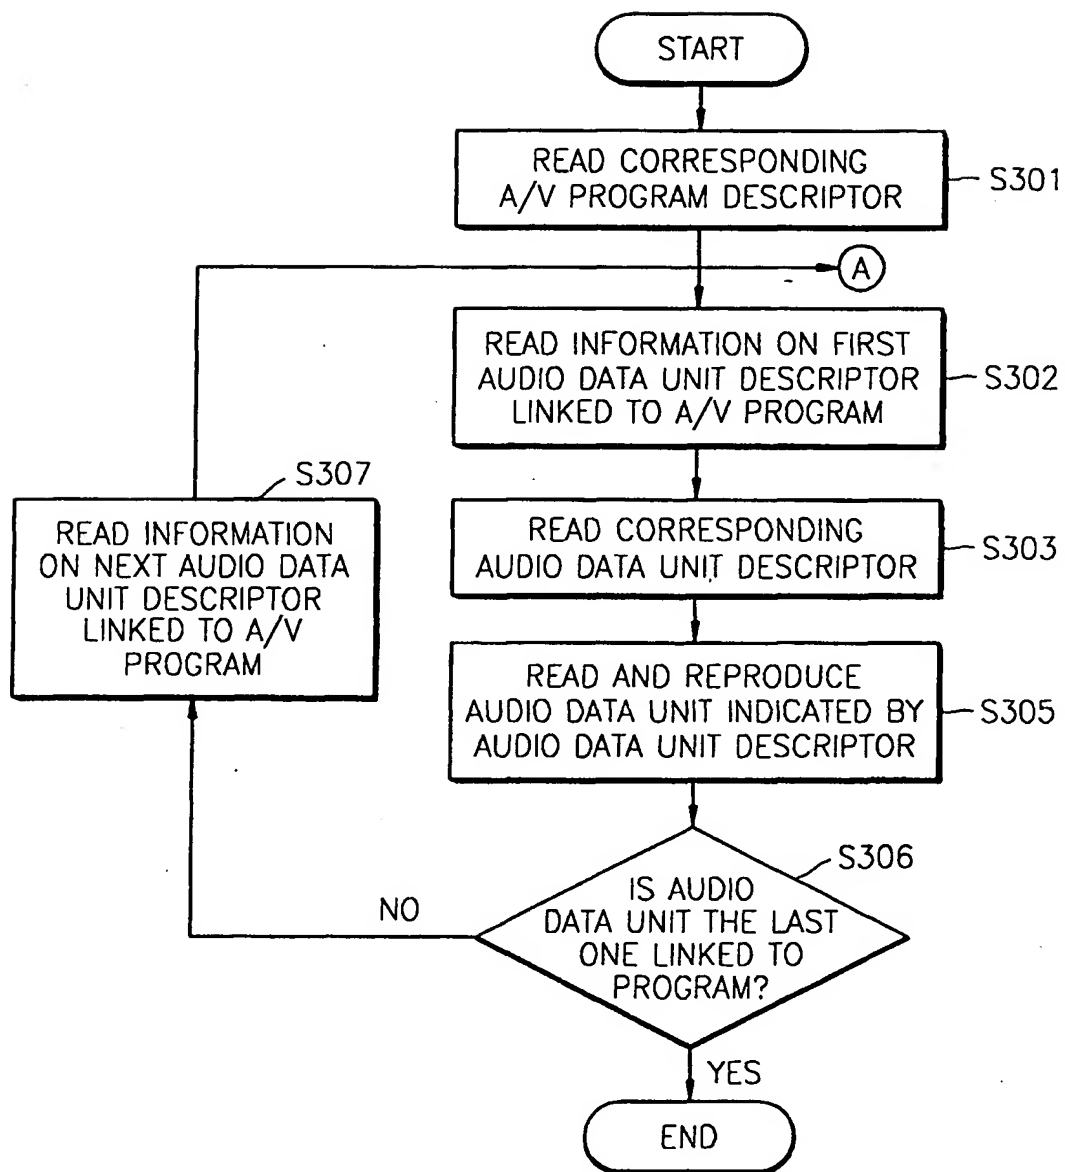 START
READ CORRESPONDING
A/V PROGRAM DESCRIPTOR
S301
A
READ INFORMATION ON FIRST
AUDIO DATA UNIT DESCRIPTOR
LINKED TO A/V PROGRAM
S302
S307
READ INFORMATION
ON NEXT AUDIO DATA
UNIT DESCRIPTOR
LINKED TO A/V
PROGRAM
READ CORRESPONDING
AUDIO DATA UNIT DESCRIPTOR
S303
READ AND REPRODUCE
AUDIO DATA UNIT INDICATED BY
AUDIO DATA UNIT DESCRIPTOR
S305
S306
IS AUDIO
DATA UNIT THE LAST
ONE LINKED TO
PROGRAM?
NO
YES
END